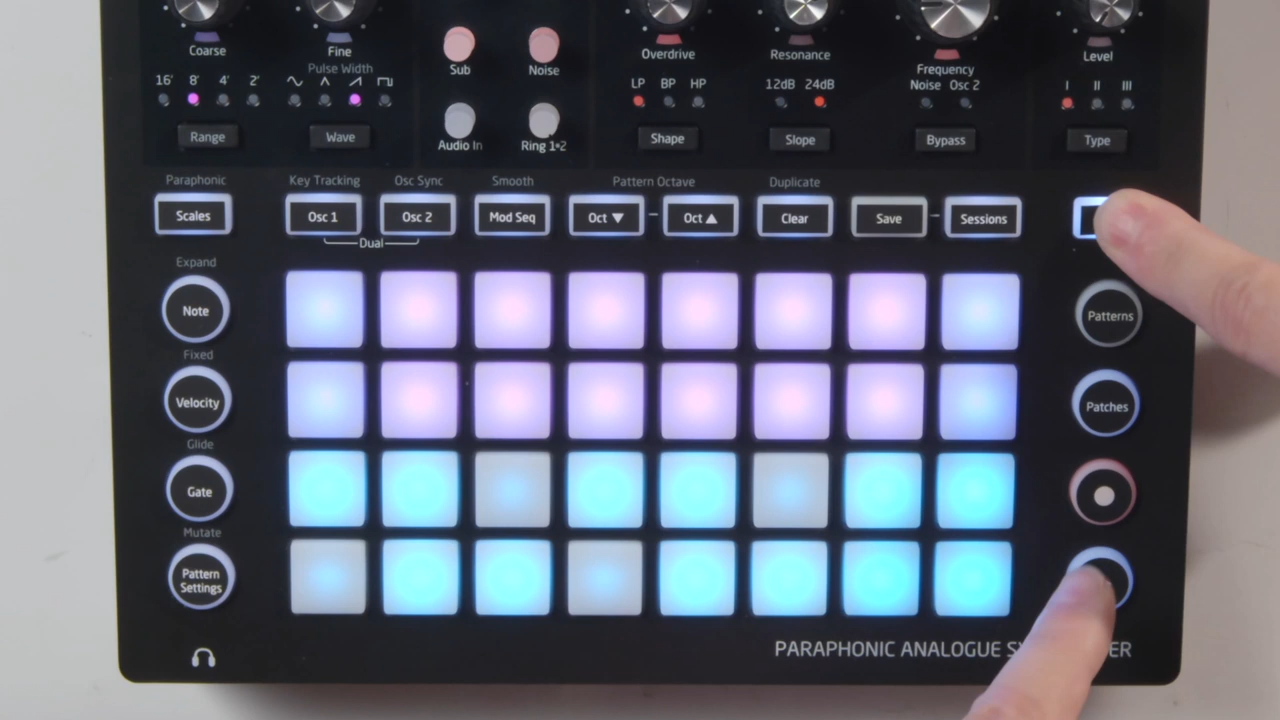 Coarse Fine Overdrive Resonance Frequency Level
Pulse Width
Sub Noise
16' 8' 4' 2'
LP BP HP 12dB 24dB Noise Osc 2 I II III
Range Wave Audio In Ring 1*2 Shape Slope Bypass Type
Paraphonic Key Tracking Osc Sync Smooth Pattern Octave Duplicate
Scales Osc 1 Osc 2 Mod Seq Oct ▼ Oct ▲ Clear Save Sessions
Dual
Expand
Note Patterns
Fixed
Velocity Patches
Glide
Gate
Mutate
Pattern
Settings
PARAPHONIC ANALOGUE